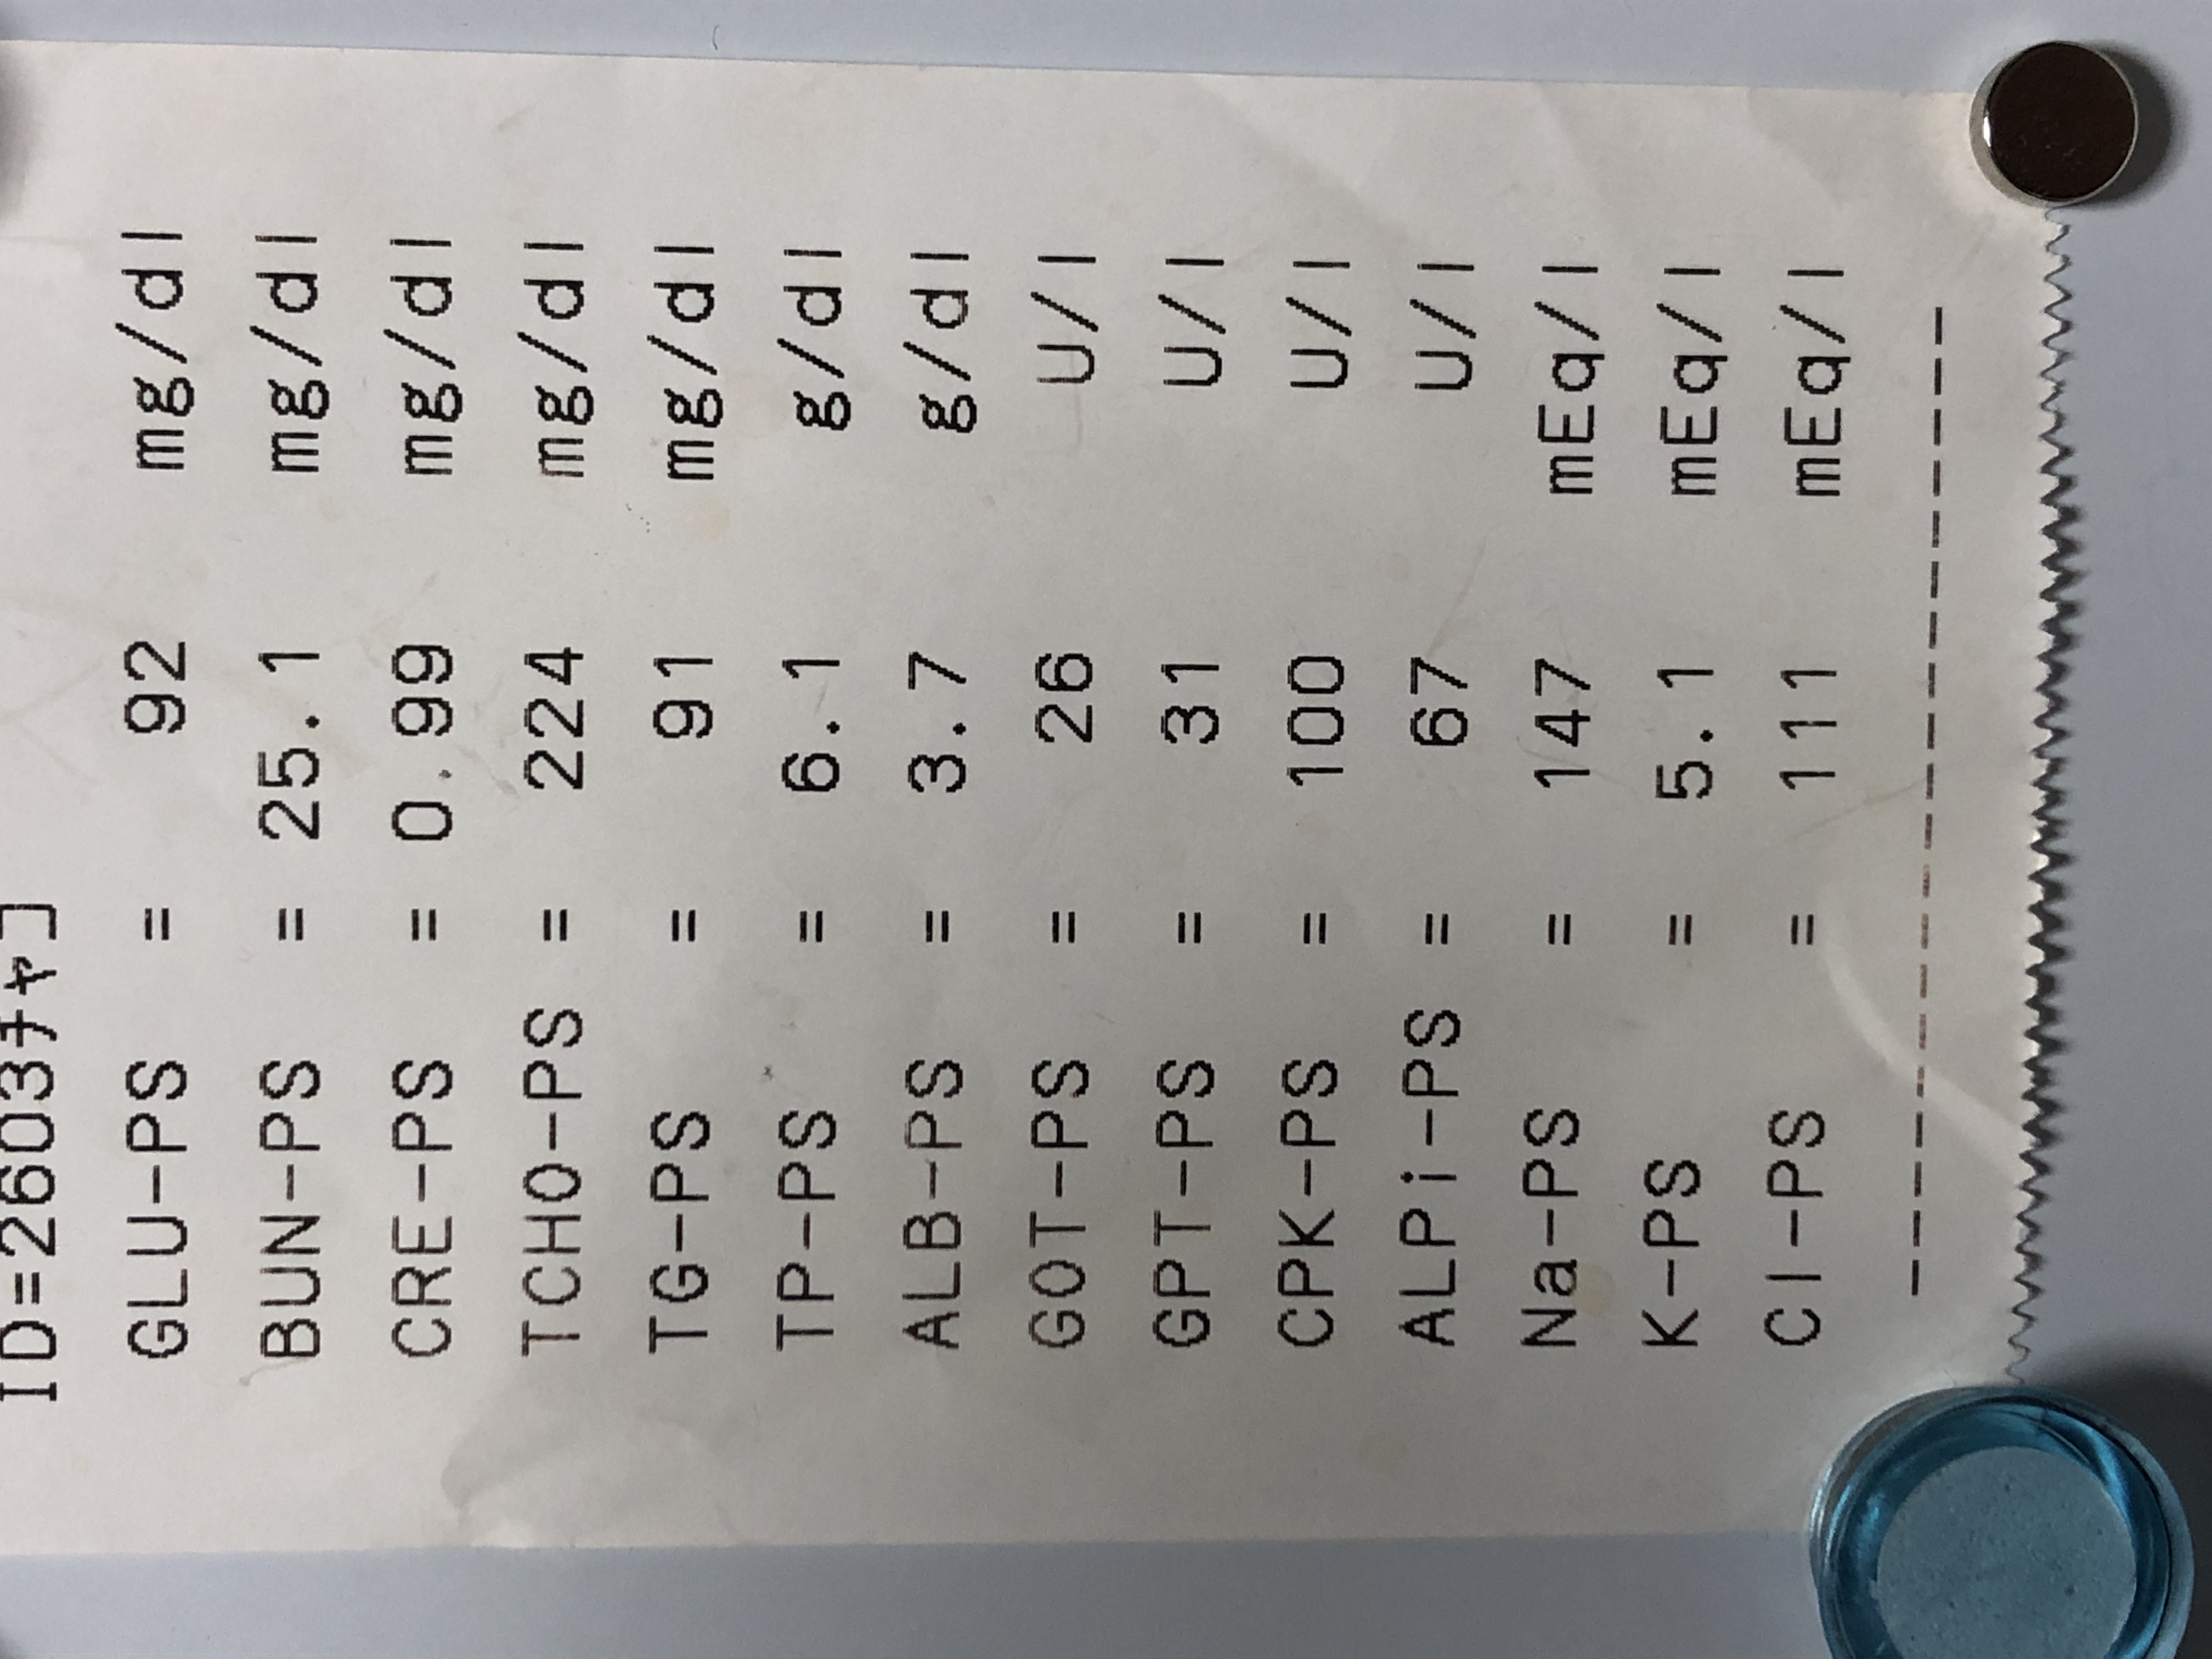 ID=2603チャコ
GLU-PS = 92 mg/dl
BUN-PS = 25.1 mg/dl
CRE-PS = 0.99 mg/dl
TCHO-PS = 224 mg/dl
TG-PS = 91 mg/dl
TP-PS = 6.1 g/dl
ALB-PS = 3.7 g/dl
GOT-PS = 26 U/l
GPT-PS = 31 U/l
CPK-PS = 100 U/l
ALPi-PS = 67 U/l
Na-PS = 147 mEq/l
K-PS = 5.1 mEq/l
Cl-PS = 111 mEq/l
--------------------